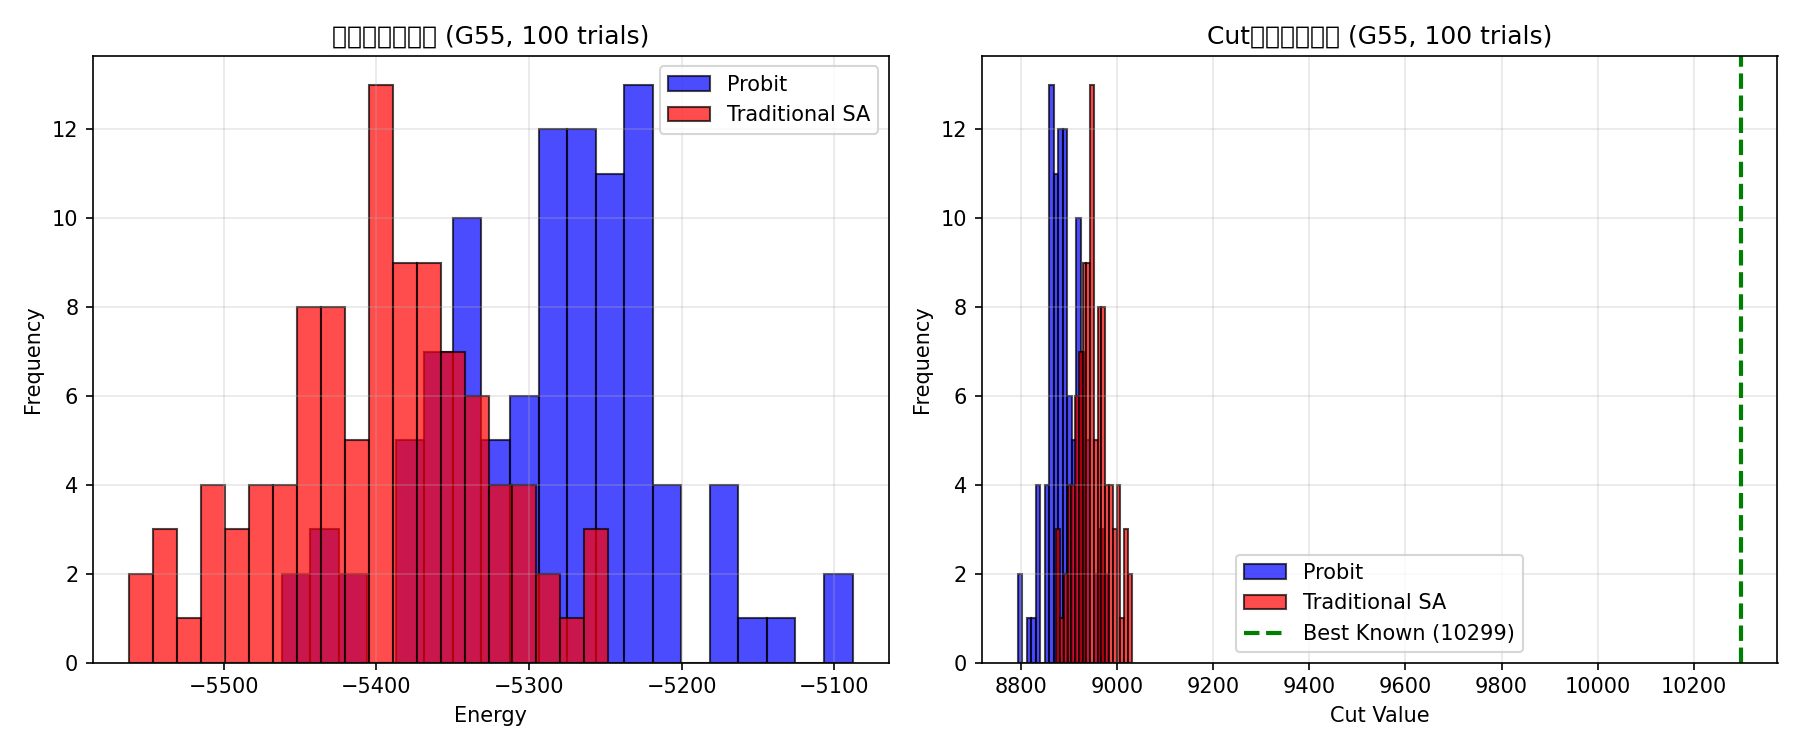 (G55, 100 trials)
Probit
Traditional SA
Frequency
12
10
8
6
4
2
0
−5500
−5400
−5300
−5200
−5100
Energy
Cut (G55, 100 trials)
Frequency
12
10
8
6
4
2
0
Probit
Traditional SA
Best Known (10299)
8800
9000
9200
9400
9600
9800
10000
10200
Cut Value